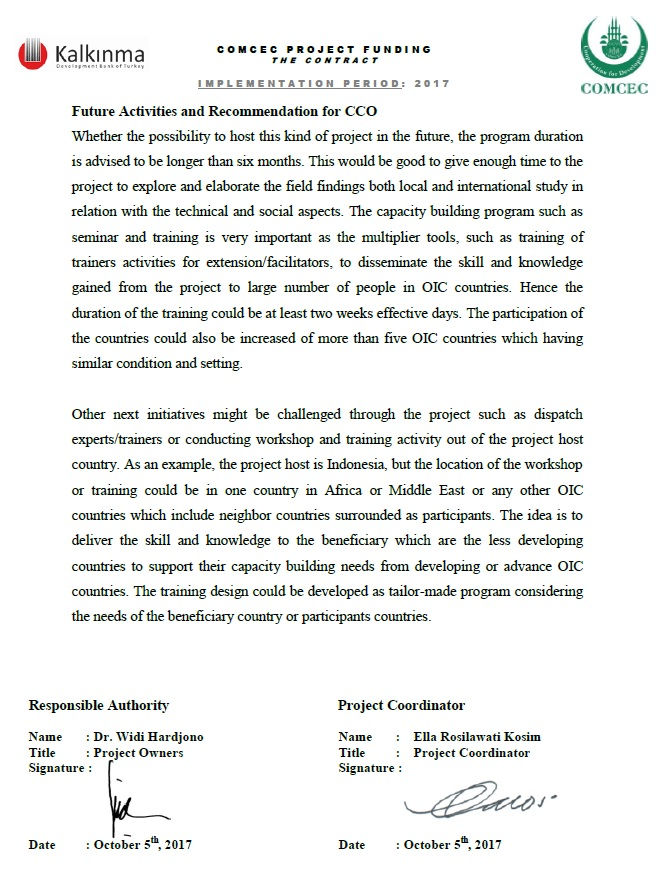 Kalkınma
Development Bank of Turkey
COMCEC PROJECT FUNDING
THE CONTRACT
IMPLEMENTATION PERIOD: 2017
Cooperation for Development
COMCEC
Future Activities and Recommendation for CCO
Whether the possibility to host this kind of project in the future, the program duration
is advised to be longer than six months. This would be good to give enough time to the
project to explore and elaborate the field findings both local and international study in
relation with the technical and social aspects. The capacity building program such as
seminar and training is very important as the multiplier tools, such as training of
trainers activities for extension/facilitators, to disseminate the skill and knowledge
gained from the project to large number of people in OIC countries. Hence the
duration of the training could be at least two weeks effective days. The participation of
the countries could also be increased of more than five OIC countries which having
similar condition and setting.
Other next initiatives might be challenged through the project such as dispatch
experts/trainers or conducting workshop and training activity out of the project host
country. As an example, the project host is Indonesia, but the location of the workshop
or training could be in one country in Africa or Middle East or any other OIC
countries which include neighbor countries surrounded as participants. The idea is to
deliver the skill and knowledge to the beneficiary which are the less developing
countries to support their capacity building needs from developing or advance OIC
countries. The training design could be developed as tailor-made program considering
the needs of the beneficiary country or participants countries.
Responsible Authority
Name : Dr. Widi Hardjono
Title : Project Owners
Signature :
Date : October 5th, 2017
Project Coordinator
Name : Ella Rosilawati Kosim
Title : Project Coordinator
Signature :
Date : October 5th, 2017